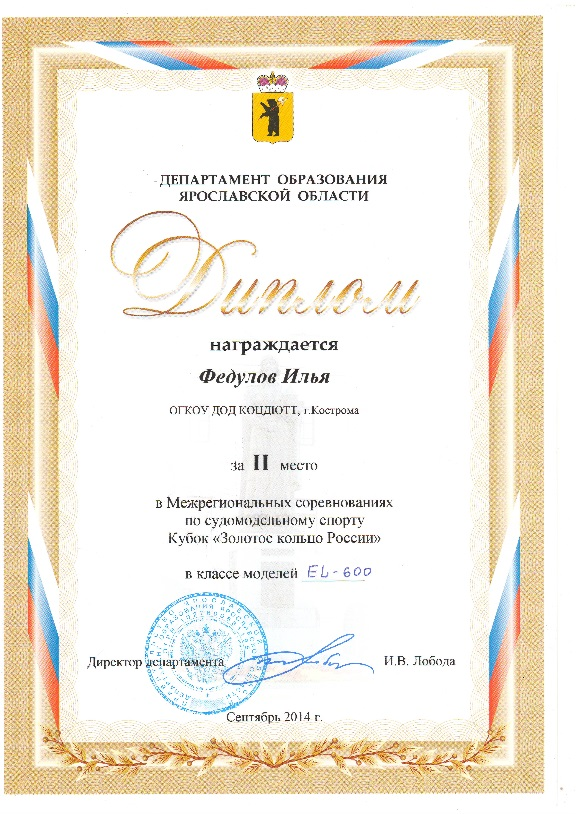 ДЕПАРТАМЕНТ ОБРАЗОВАНИЯ
ЯРОСЛАВСКОЙ ОБЛАСТИ
Диплом
награждается
Федулов Илья
ОГКОУ ДОД КОЦДЮТТ, г.Кострома
за II место
в Межрегиональных соревнованиях
по судомодельному спорту
Кубок «Золотое кольцо России»
в классе моделей EL-600
Директор департамента И.В. Лобода
Сентябрь 2014 г.